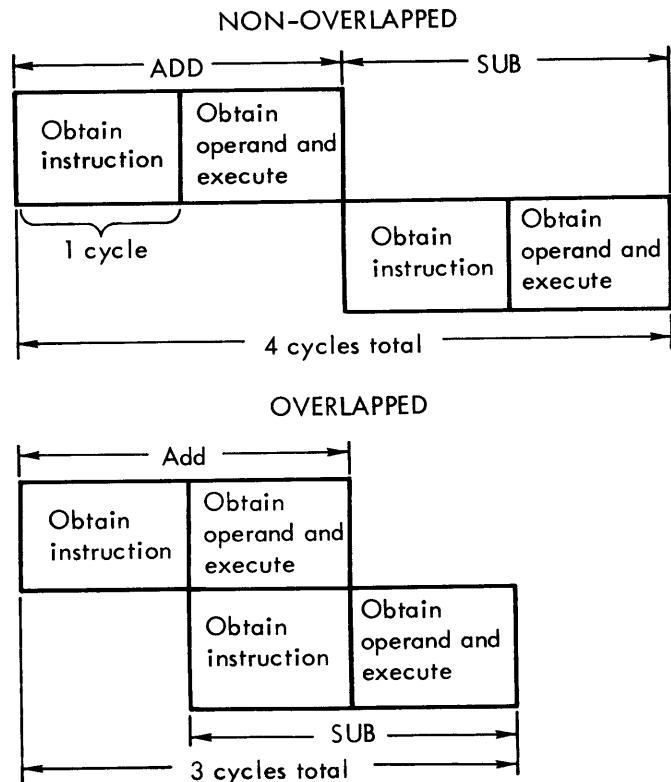 NON-OVERLAPPED
ADD
SUB
Obtain
instruction
Obtain
operand and
execute
1 cycle
Obtain
instruction
Obtain
operand and
execute
4 cycles total
OVERLAPPED
Add
Obtain
instruction
Obtain
operand and
execute
Obtain
instruction
Obtain
operand and
execute
SUB
3 cycles total